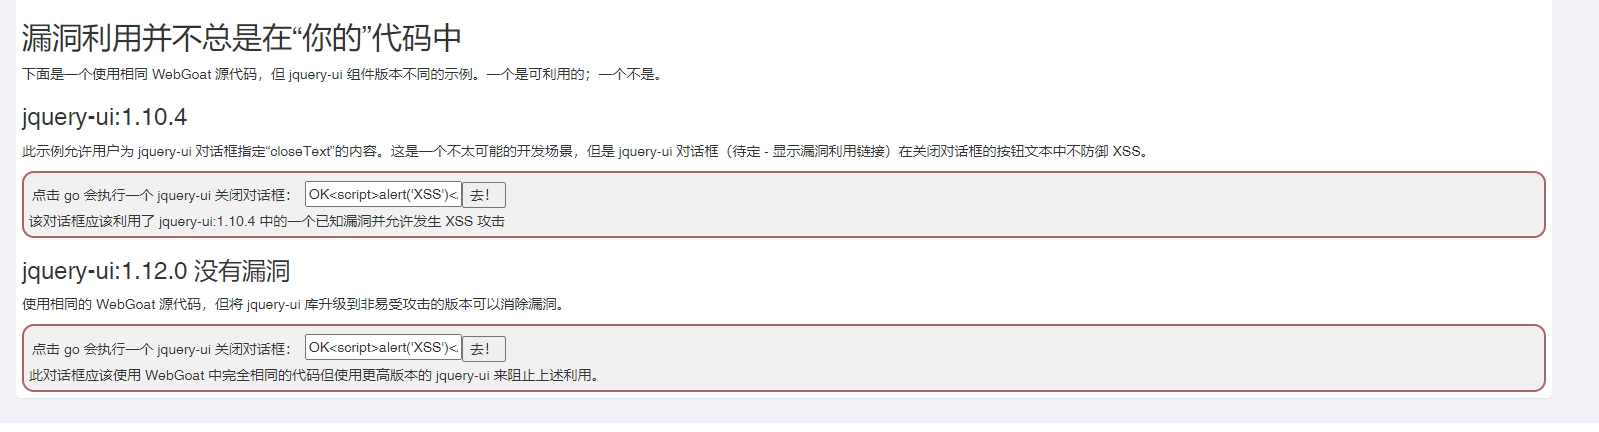 漏洞利用并不总是在“你的”代码中
下面是一个使用相同 WebGoat 源代码，但 jquery-ui 组件版本不同的示例。一个是可利用的；一个不是。
jquery-ui:1.10.4
此示例允许用户为 jquery-ui 对话框指定“closeText”的内容。这是一个不太可能的开发场景，但是 jquery-ui 对话框（待定 - 显示漏洞利用链接）在关闭对话框的按钮文本中不防御 XSS。
点击 go 会执行一个 jquery-ui 关闭对话框： OK<script>alert('XSS')< 去！
该对话框应该利用了 jquery-ui:1.10.4 中的一个已知漏洞并允许发生 XSS 攻击
jquery-ui:1.12.0 没有漏洞
使用相同的 WebGoat 源代码，但将 jquery-ui 库升级到非易受攻击的版本可以消除漏洞。
点击 go 会执行一个 jquery-ui 关闭对话框： OK<script>alert('XSS')< 去！
此对话框应该使用 WebGoat 中完全相同的代码但使用更高版本的 jquery-ui 来阻止上述利用。